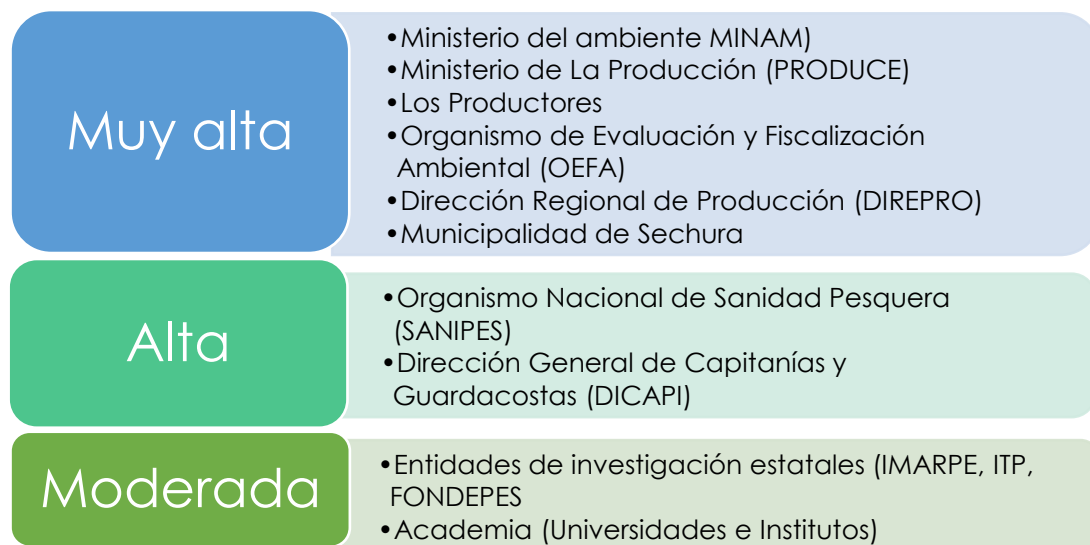 Muy alta
•Ministerio del ambiente MINAM)
•Ministerio de La Producción (PRODUCE)
•Los Productores
•Organismo de Evaluación y Fiscalización
Ambiental (OEFA)
•Dirección Regional de Producción (DIREPRO)
•Municipalidad de Sechura
Alta
•Organismo Nacional de Sanidad Pesquera
(SANIPES)
•Dirección General de Capitanías y
Guardacostas (DICAPI)
Moderada
•Entidades de investigación estatales (IMARPE, ITP,
FONDEPES
•Academia (Universidades e Institutos)